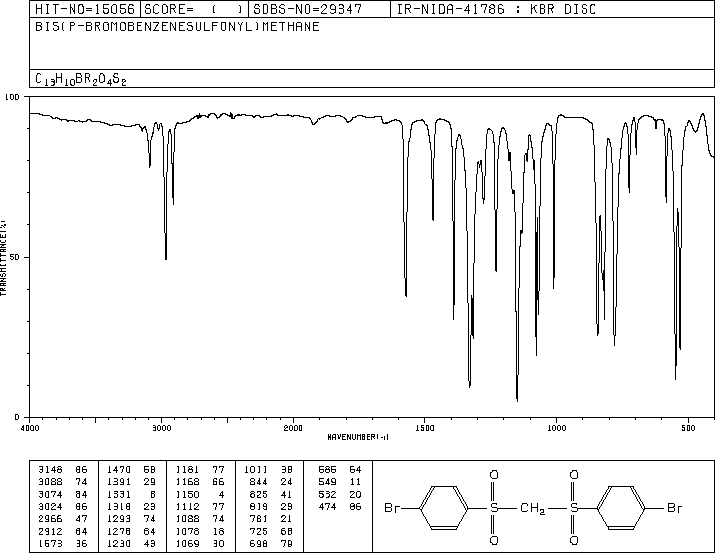 HIT-NO=15056 SCORE= ( ) SDBS-NO=29347 IR-NIDA-41786 : KBR DISC
BIS(P-BROMOBENZENESULFONYL)METHANE
C13H10BR2O4S2
100
50
0
TRANSMITTANCE(%)
4000 3000 2000 1500 1000 500
WAVENUMBER(-1)
3148 86 1470 58 1181 77 1011 38 586 64
3088 74 1391 29 1168 66 844 24 549 11
3074 84 1331 8 1150 4 825 41 532 20
3024 86 1318 23 1112 77 819 29 474 86
2966 47 1293 74 1088 74 781 21
2912 64 1278 64 1078 18 725 68
1573 36 1230 43 1069 30 698 79
O O
Br S CH2 S Br
O O